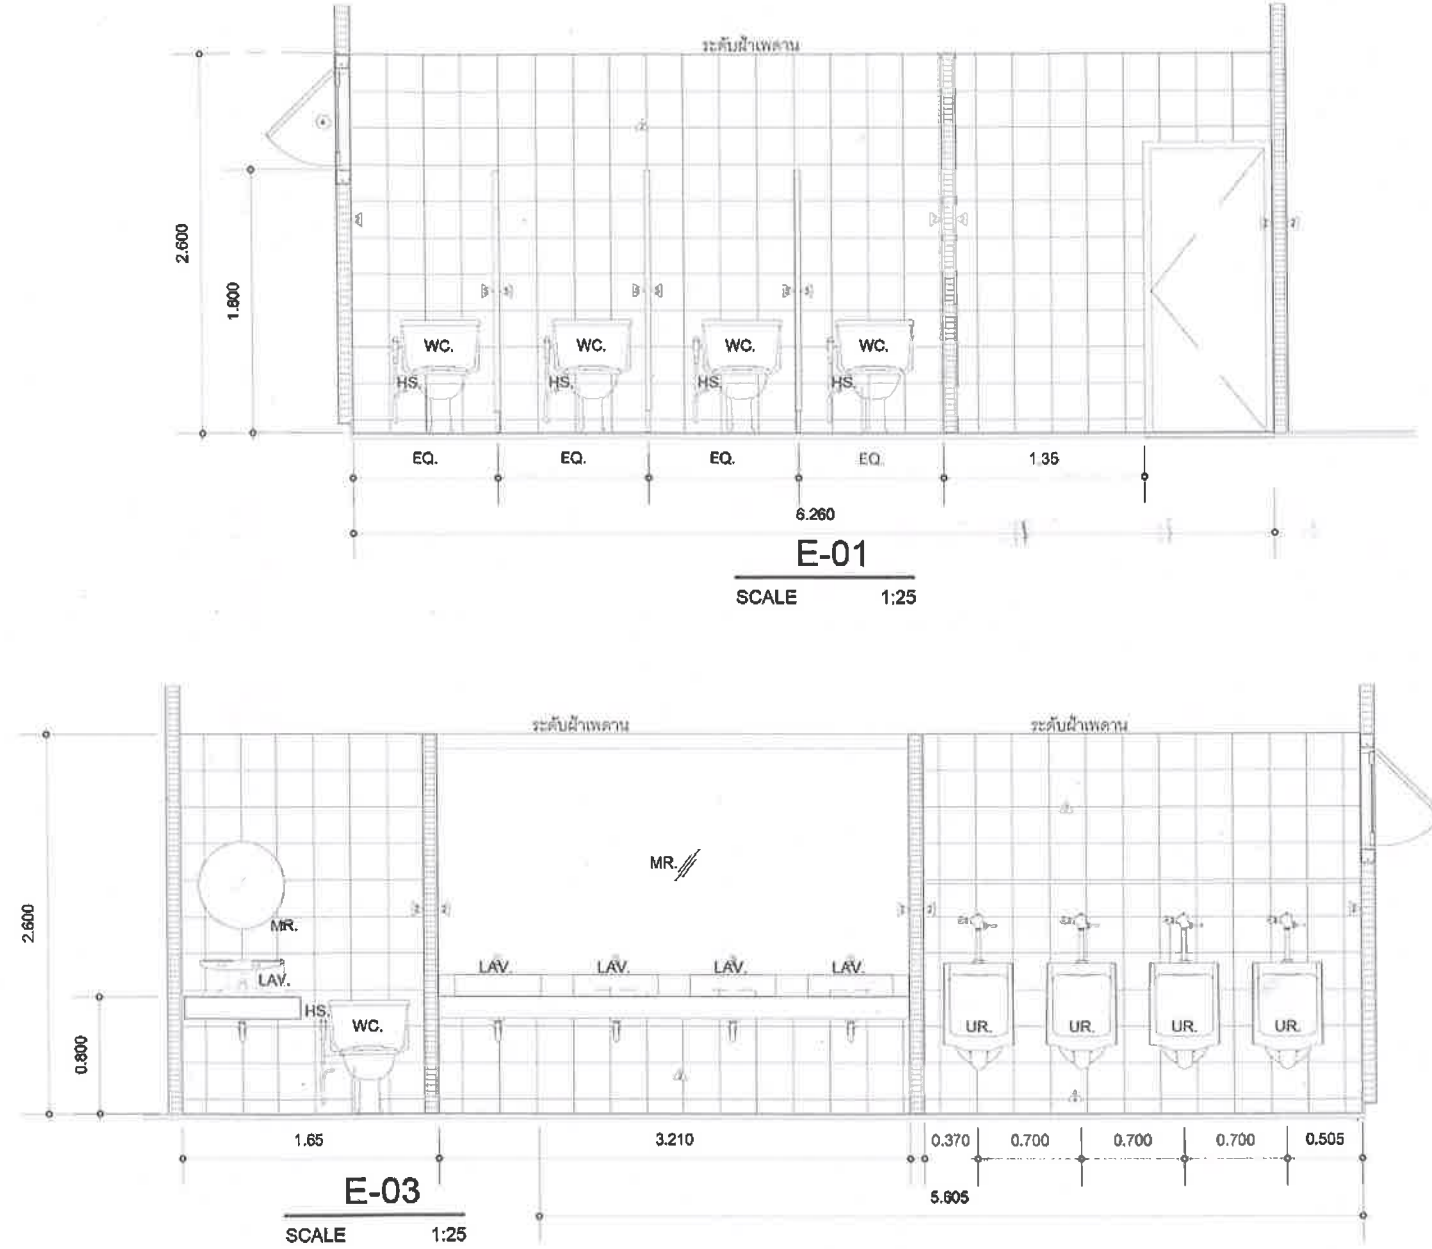 ระดับฝ้าเพดาน
2.600
1.800
WC.
WC.
WC.
WC.
HS.
HS.
HS.
HS.
EQ.
EQ.
EQ.
EQ.
1.35
6.260
E-01
SCALE 1:25
ระดับฝ้าเพดาน
ระดับฝ้าเพดาน
MR.
2.600
MR.
LAV.
LAV.
LAV.
LAV.
LAV.
HS.
WC.
UR.
UR.
UR.
UR.
0.800
1.65
3.210
0.370
0.700
0.700
0.700
0.505
5.605
E-03
SCALE 1:25